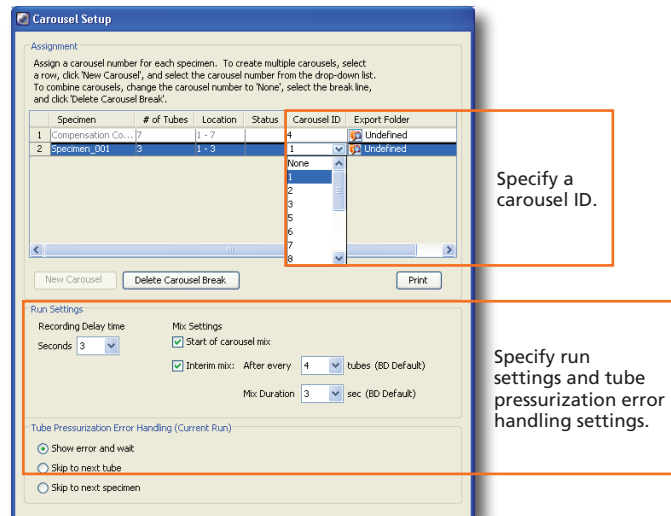 Carousel Setup
Assignment
Assign a carousel number for each specimen. To create multiple carousels, select
a row, click 'New Carousel', and select the carousel number from the drop-down list.
To combine carousels, change the carousel number to 'None', select the break line,
and click 'Delete Carousel Break'.
Specimen # of Tubes Location Status Carousel ID Export Folder
1 Compensation Co... 7 1 - 7 4 Undefined
2 Specimen_001 3 1 - 3 1 Undefined
None
1
2
3
5
6
7
8
New Carousel Delete Carousel Break Print
Specify a
carousel ID.
Run Settings
Recording Delay time Mix Settings
Seconds 3 Start of carousel mix
Interim mix: After every 4 tubes (BD Default)
Mix Duration 3 sec (BD Default)
Specify run
settings and tube
pressurization error
handling settings.
Tube Pressurization Error Handling (Current Run)
Show error and wait
Skip to next tube
Skip to next specimen